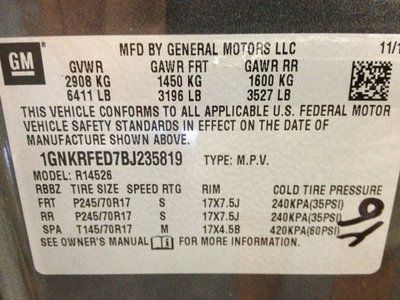 GM
MFD BY GENERAL MOTORS LLC 11/1
GVWR GAWR FRT GAWR RR
2908 KG 1450 KG 1600 KG
6411 LB 3196 LB 3527 LB
THIS VEHICLE CONFORMS TO ALL APPLICABLE U.S. FEDERAL MOTOR
VEHICLE SAFETY STANDARDS IN EFFECT ON THE DATE OF
MANUFACTURE SHOWN ABOVE.
1GNKRFED7BJ235819 TYPE: M.P.V.
MODEL: R14526
RBBZ TIRE SIZE SPEED RTG RIM COLD TIRE PRESSURE
FRT P245/70R17 S 17X7.5J 240KPA(35PSI)
RR P245/70R17 S 17X7.5J 240KPA(35PSI)
SPA T145/70R17 M 17X4.5B 420KPA(60PSI)
SEE OWNER'S MANUAL FOR MORE INFORMATION.